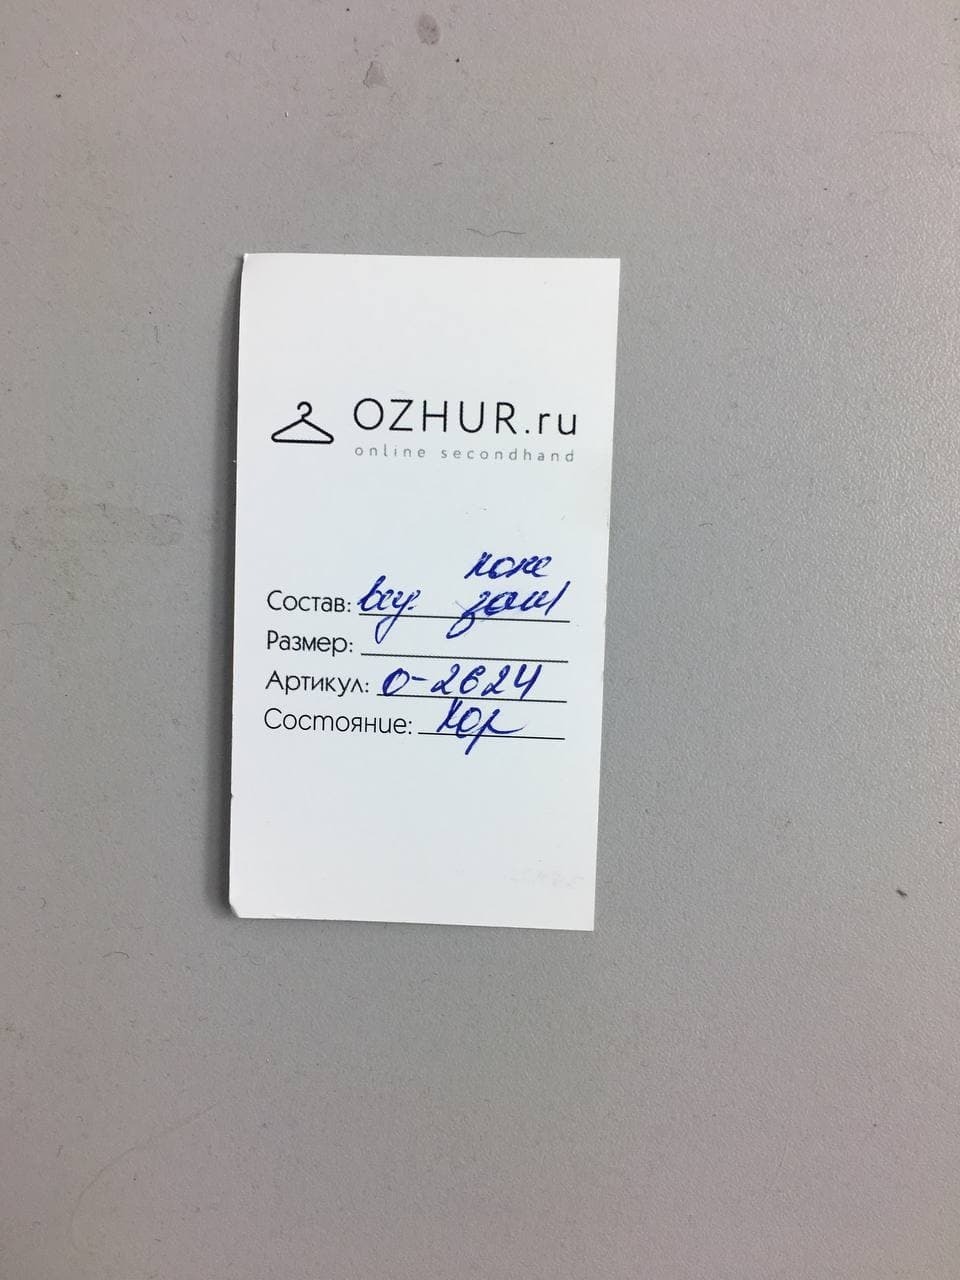 OZHUR.ru
online secondhand
Состав:
Размер:
Артикул: О-2624
Состояние: Хор